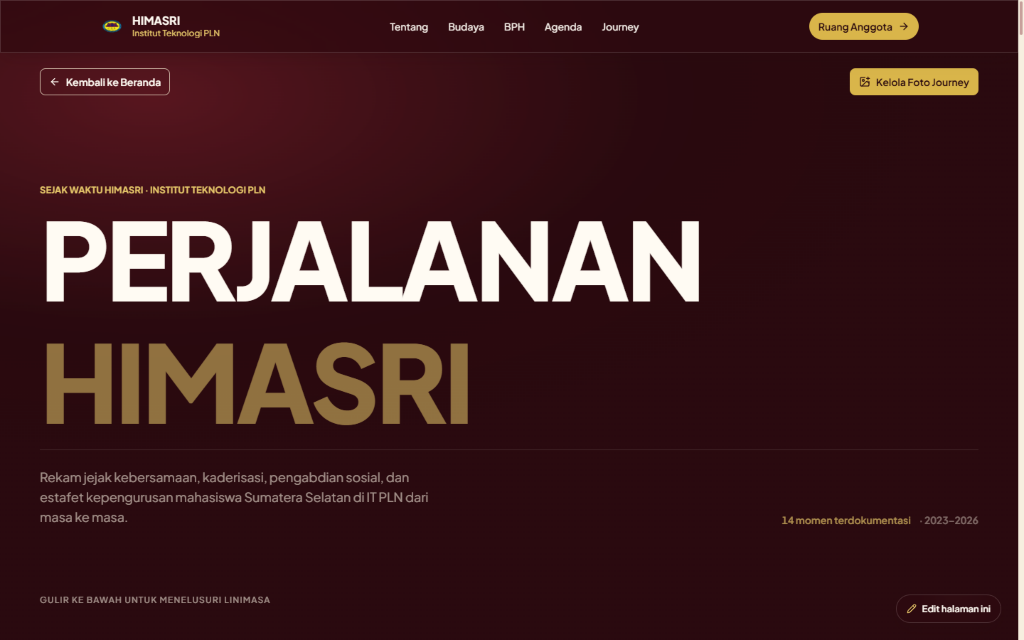 HIMASRI
Institut Teknologi PLN
Tentang
Budaya
BPH
Agenda
Journey
Ruang Anggota
Kembali ke Beranda
Kelola Foto Journey
SEJAK WAKTU HIMASRI · INSTITUT TEKNOLOGI PLN
PERJALANAN
HIMASRI
Rekam jejak kebersamaan, kaderisasi, pengabdian sosial, dan
estafet kepengurusan mahasiswa Sumatera Selatan di IT PLN dari
masa ke masa.
14 momen terdokumentasi · 2023–2026
GULIR KE BAWAH UNTUK MENELUSURI LINIMASA
Edit halaman ini